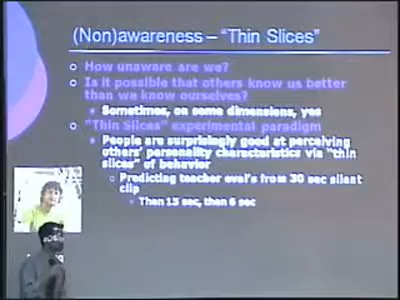 (Non)awareness – "Thin Slices"
How unaware are we?
Is it possible that others know us better
than we know ourselves?
Sometimes, on some dimensions, yes
"Thin Slices" experimental paradigm
People are surprisingly good at perceiving
others' personality characteristics via "thin
slices" of behavior
Predicting teacher eval's from 30 sec silent
clip
Then 15 sec, then 6 sec